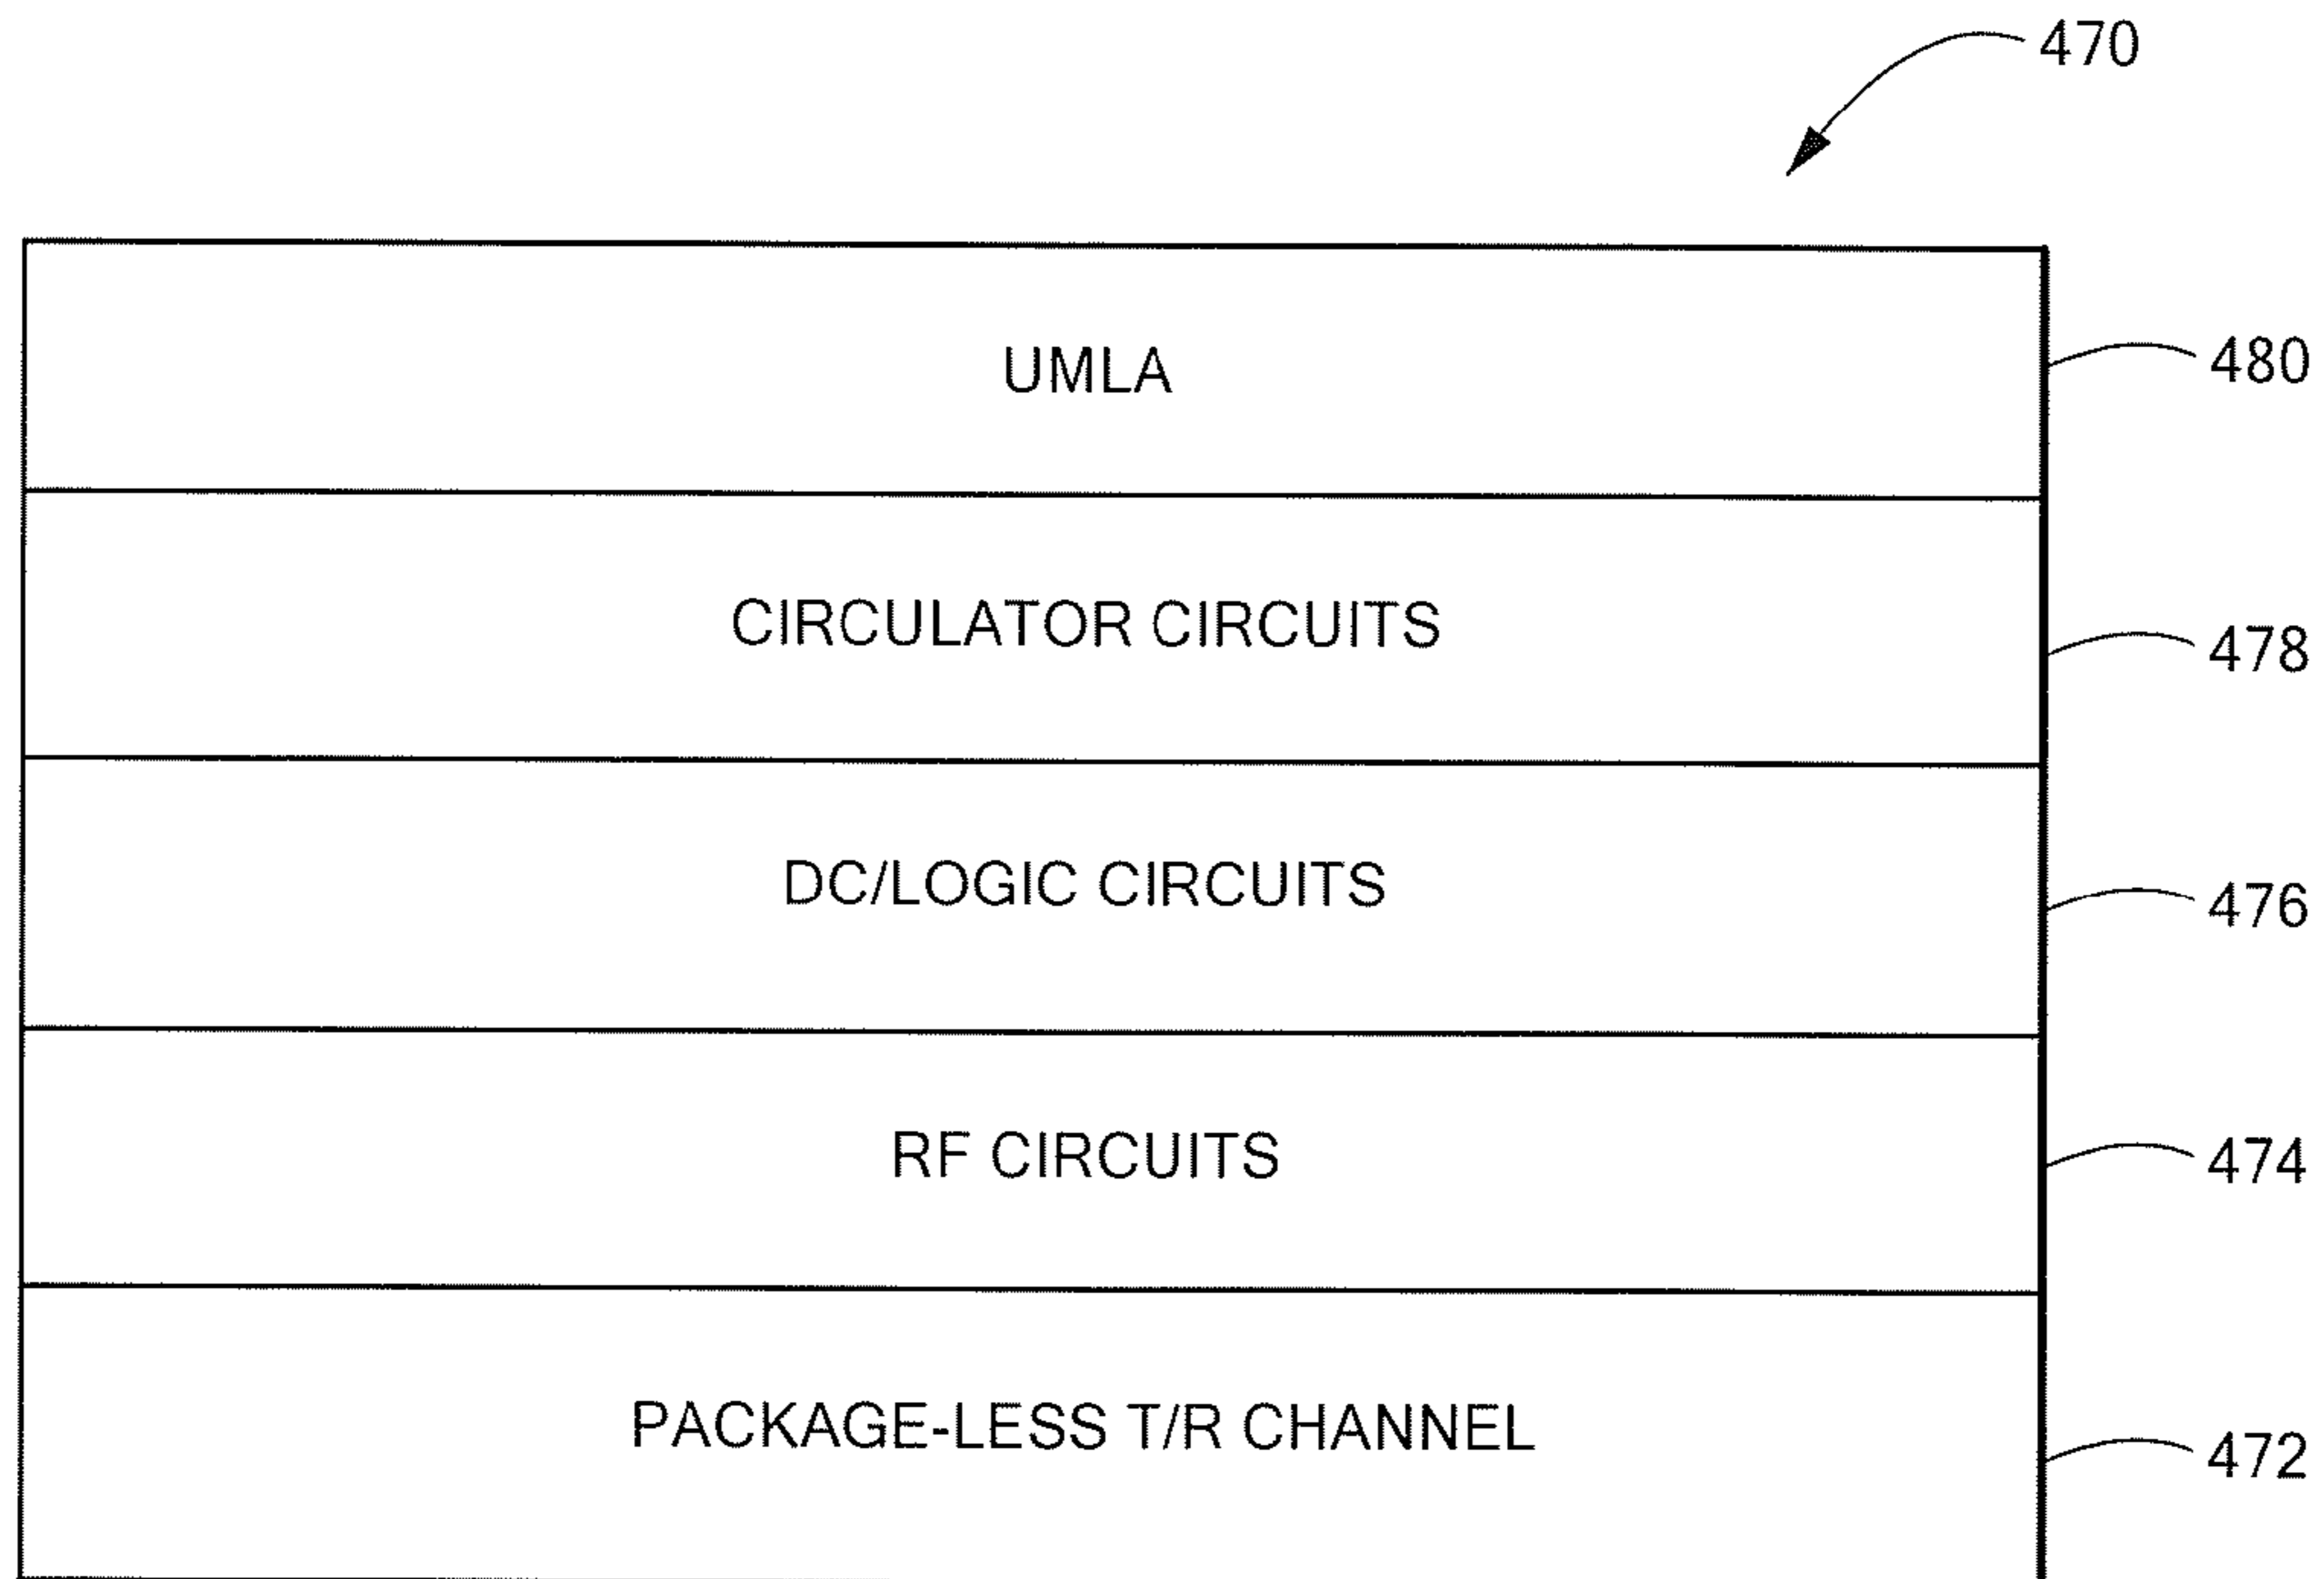 470
UMLA
480
CIRCULATOR CIRCUITS
478
DC/LOGIC CIRCUITS
476
RF CIRCUITS
474
PACKAGE-LESS T/R CHANNEL
472